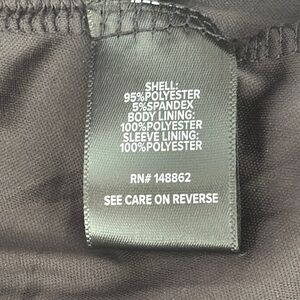 SHELL:
95%POLYESTER
5%SPANDEX
BODY LINING:
100%POLYESTER
SLEEVE LINING:
100%POLYESTER
RN# 148862
SEE CARE ON REVERSE